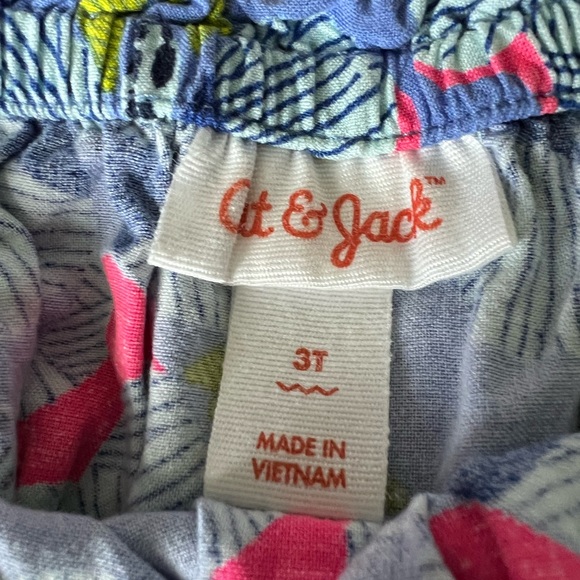 Cat & Jack™
3T
MADE IN
VIETNAM